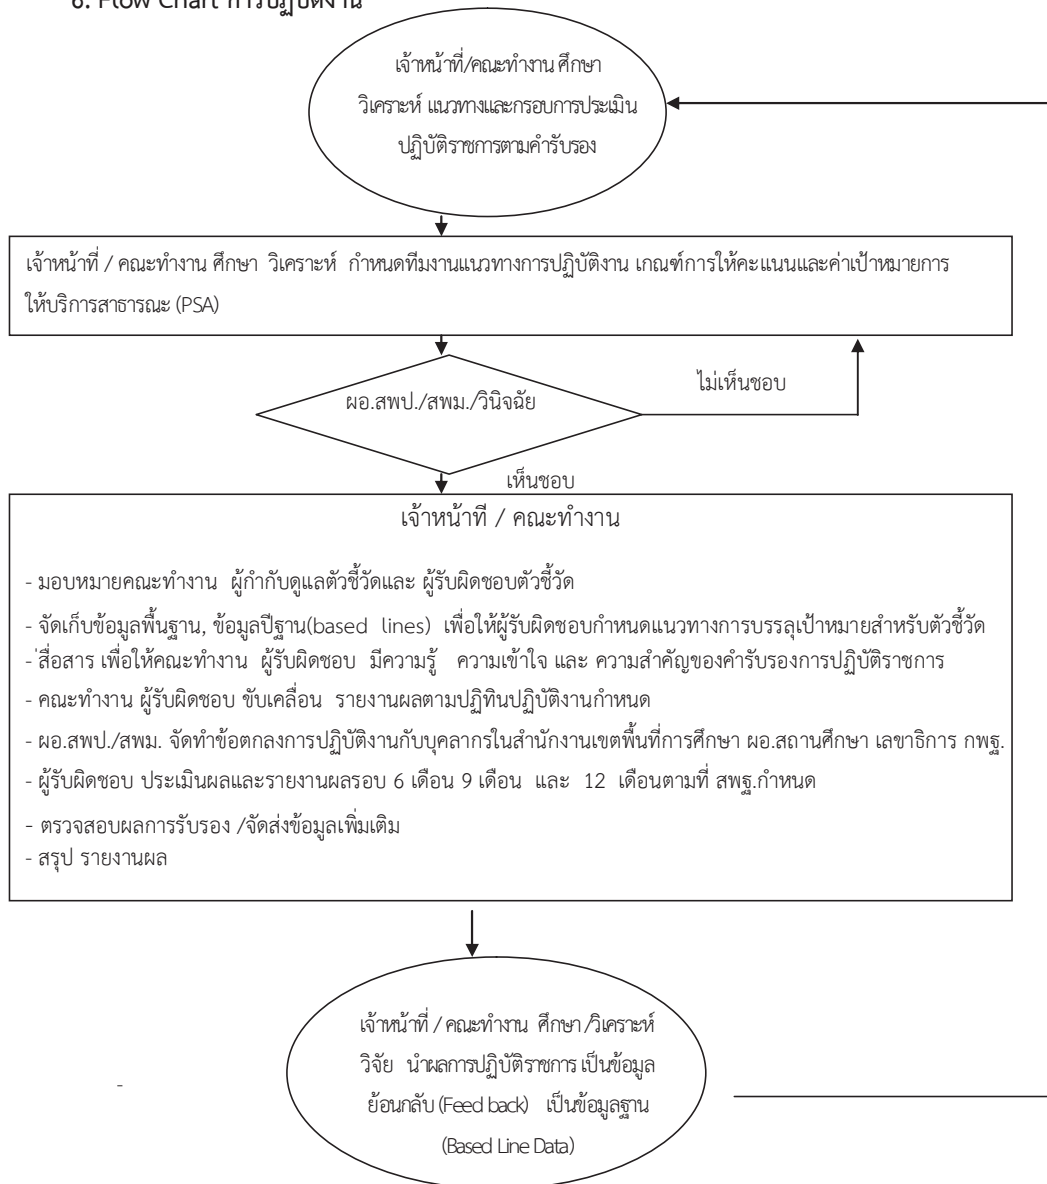 6. Flow Chart การปฏิบัติงาน
เจ้าหน้าที่/คณะทำงาน ศึกษา
วิเคราะห์ แนวทางและกรอบการประเมิน
ปฏิบัติราชการตามคำรับรอง
เจ้าหน้าที่ / คณะทำงาน ศึกษา วิเคราะห์ กำหนดทีมงานแนวทางการปฏิบัติงาน เกณฑ์การให้คะแนนและค่าเป้าหมายการ
ให้บริการสาธารณะ (PSA)
ไม่เห็นชอบ
ผอ.สพป./สพม./วินิจฉัย
เห็นชอบ
เจ้าหน้าที / คณะทำงาน
- มอบหมายคณะทำงาน ผู้กำกับดูแลตัวชี้วัดและ ผู้รับผิดชอบตัวชี้วัด
- จัดเก็บข้อมูลพื้นฐาน, ข้อมูลปีฐาน(based lines) เพื่อให้ผู้รับผิดชอบกำหนดแนวทางการบรรลุเป้าหมายสำหรับตัวชี้วัด
- สื่อสาร เพื่อให้คณะทำงาน ผู้รับผิดชอบ มีความรู้ ความเข้าใจ และ ความสำคัญของคำรับรองการปฏิบัติราชการ
- คณะทำงาน ผู้รับผิดชอบ ขับเคลื่อน รายงานผลตามปฏิทินปฏิบัติงานกำหนด
- ผอ.สพป./สพม. จัดทำข้อตกลงการปฏิบัติงานกับบุคลากรในสำนักงานเขตพื้นที่การศึกษา ผอ.สถานศึกษา เลขาธิการ กพฐ.
- ผู้รับผิดชอบ ประเมินผลและรายงานผลรอบ 6 เดือน 9 เดือน และ 12 เดือนตามที่ สพฐ.กำหนด
- ตรวจสอบผลการรับรอง /จัดส่งข้อมูลเพิ่มเติม
- สรุป รายงานผล
เจ้าหน้าที่ / คณะทำงาน ศึกษา /วิเคราะห์
วิจัย นำผลการปฏิบัติราชการ เป็นข้อมูล
ย้อนกลับ (Feed back) เป็นข้อมูลฐาน
(Based Line Data)
-